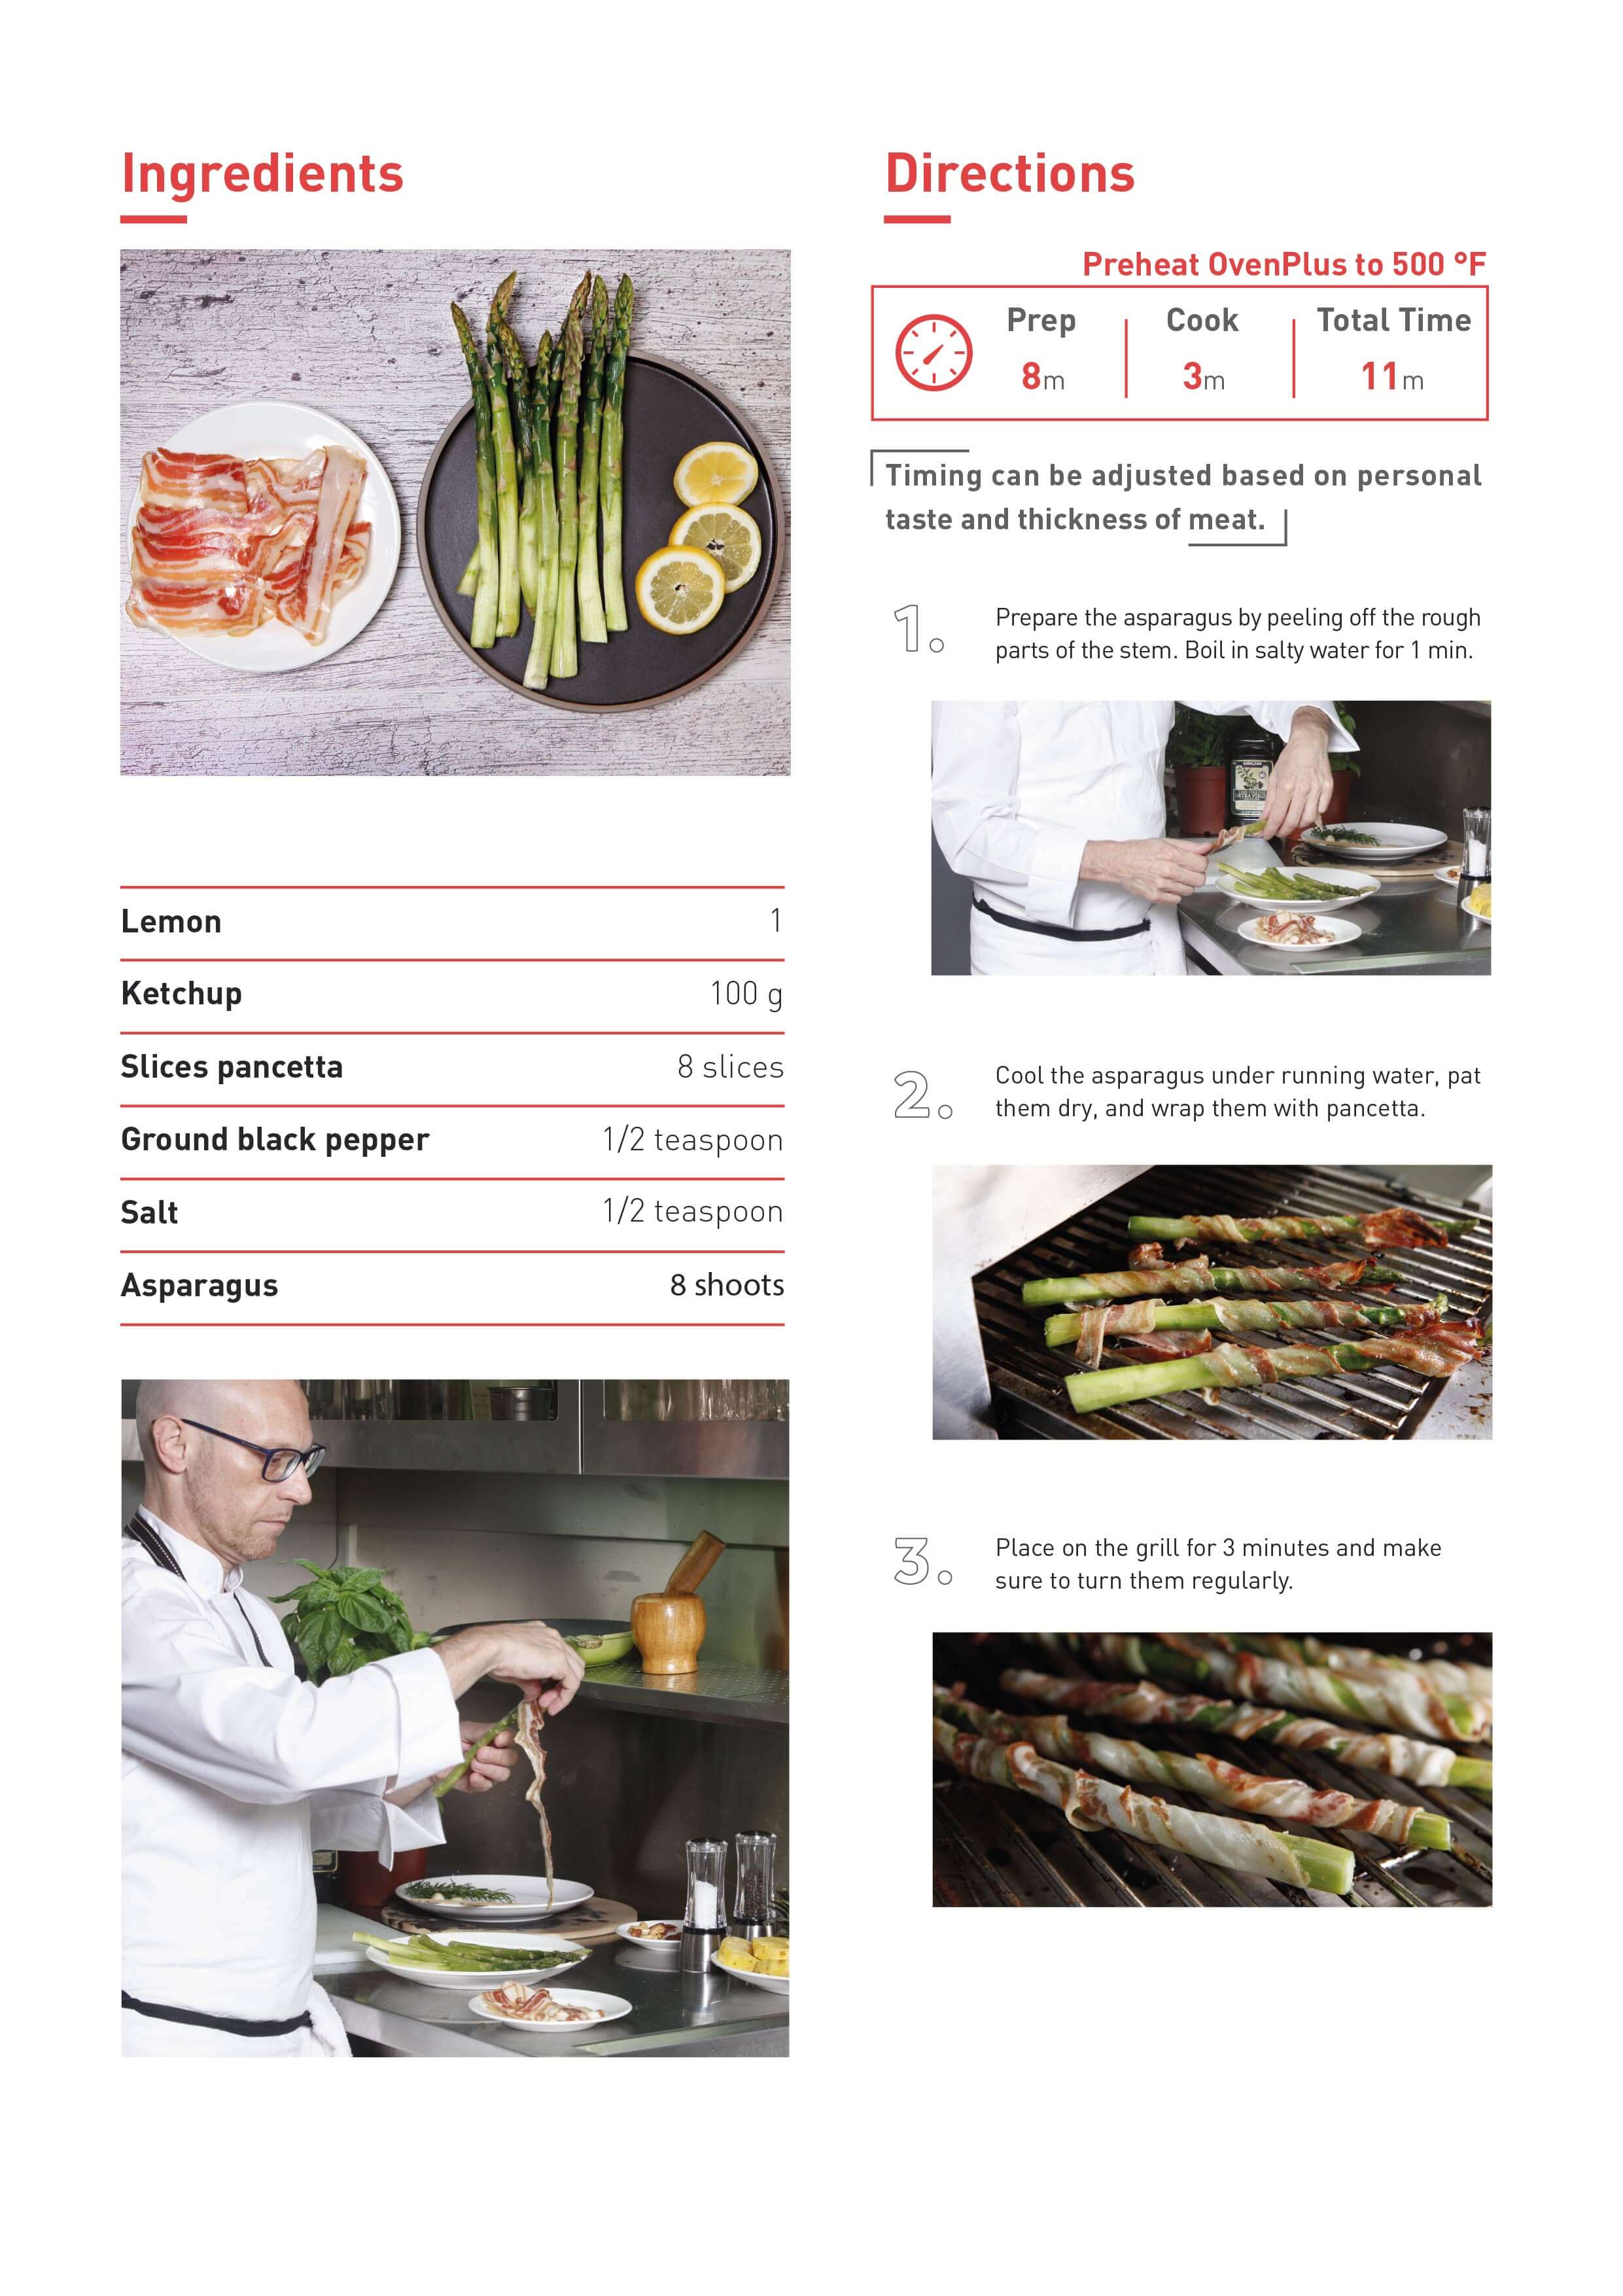 Ingredients
Lemon 1
Ketchup 100 g
Slices pancetta 8 slices
Ground black pepper 1/2 teaspoon
Salt 1/2 teaspoon
Asparagus 8 shoots
Directions
Preheat OvenPlus to 500 °F
Prep Cook Total Time
8m 3m 11m
Timing can be adjusted based on personal
taste and thickness of meat.
1. Prepare the asparagus by peeling off the rough
parts of the stem. Boil in salty water for 1 min.
2. Cool the asparagus under running water, pat
them dry, and wrap them with pancetta.
3. Place on the grill for 3 minutes and make
sure to turn them regularly.